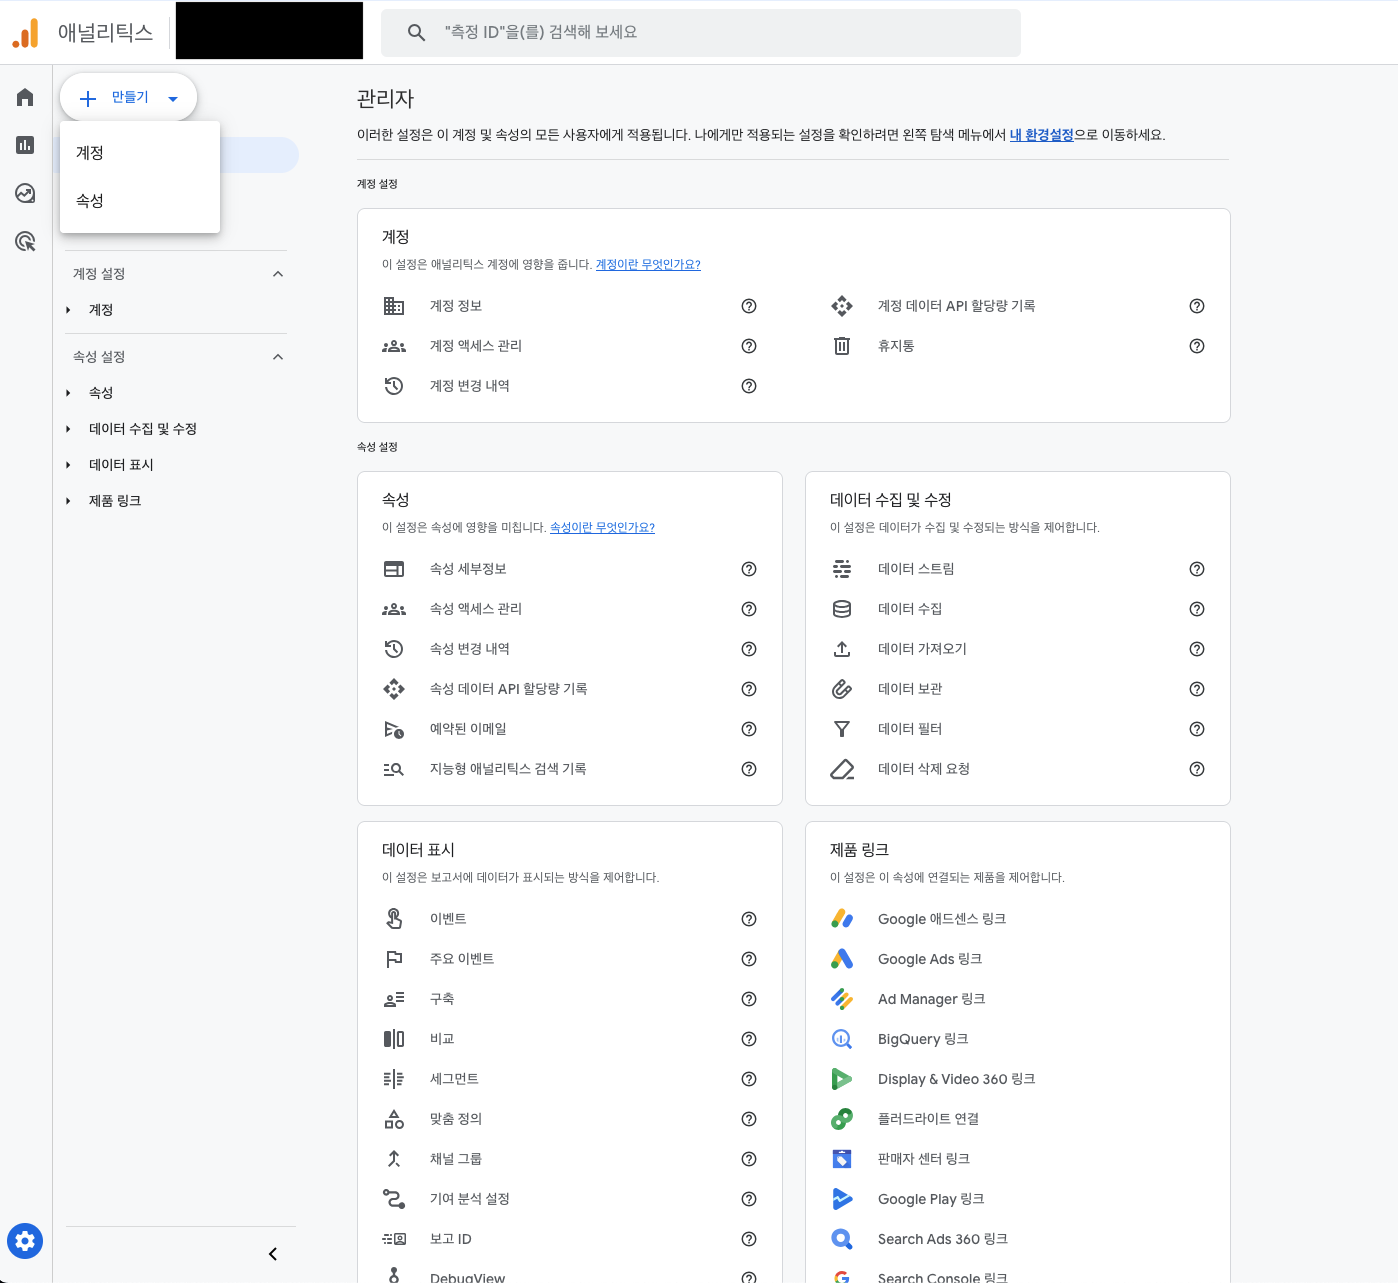 애널리틱스
"측정 ID"을(를) 검색해 보세요
만들기
계정
속성
계정 설정
계정
속성 설정
속성
데이터 수집 및 수정
데이터 표시
제품 링크
관리자
이러한 설정은 이 계정 및 속성의 모든 사용자에게 적용됩니다. 나에게만 적용되는 설정을 확인하려면 왼쪽 탐색 메뉴에서 내 환경설정으로 이동하세요.
계정 설정
계정
이 설정은 애널리틱스 계정에 영향을 줍니다. 계정이란 무엇인가요?
계정 정보
계정 액세스 관리
계정 변경 내역
계정 데이터 API 할당량 기록
휴지통
속성 설정
속성
이 설정은 속성에 영향을 미칩니다. 속성이란 무엇인가요?
속성 세부정보
속성 액세스 관리
속성 변경 내역
속성 데이터 API 할당량 기록
예약된 이메일
지능형 애널리틱스 검색 기록
데이터 수집 및 수정
이 설정은 데이터가 수집 및 수정되는 방식을 제어합니다.
데이터 스트림
데이터 수집
데이터 가져오기
데이터 보관
데이터 필터
데이터 삭제 요청
데이터 표시
이 설정은 보고서에 데이터가 표시되는 방식을 제어합니다.
이벤트
주요 이벤트
구축
비교
세그먼트
맞춤 정의
채널 그룹
기여 분석 설정
보고 ID
DebugView
제품 링크
이 설정은 이 속성에 연결되는 제품을 제어합니다.
Google 애드센스 링크
Google Ads 링크
Ad Manager 링크
BigQuery 링크
Display & Video 360 링크
플러드라이트 연결
판매자 센터 링크
Google Play 링크
Search Ads 360 링크
Search Console 링크